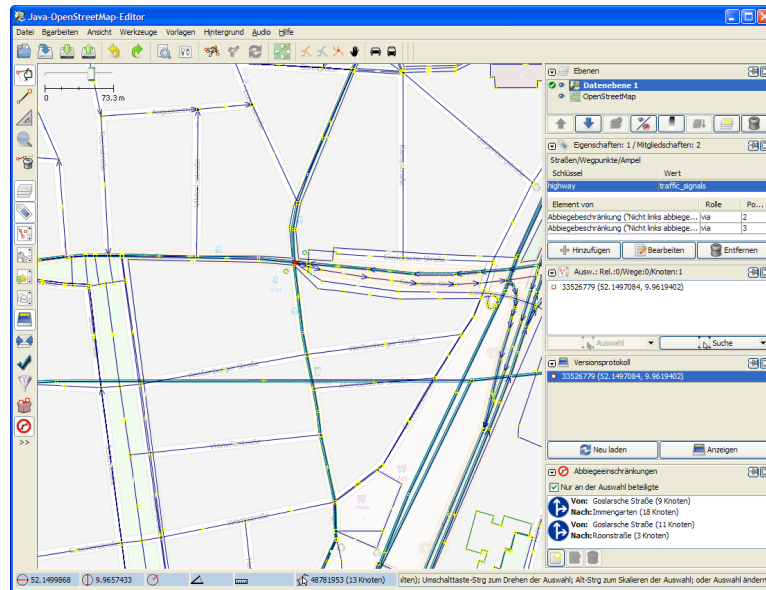 Java-OpenStreetMap-Editor
Datei Bearbeiten Ansicht Werkzeuge Vorlagen Hintergrund Audio Hilfe
0 73.3 m
Ebenen
Datenebene 1
OpenStreetMap
Eigenschaften: 1 / Mitgliedschaften: 2
Straßen/Wegpunkte/Ampel
Schlüssel Wert
highway traffic_signals
Element von Rolle Po...
Abbiegebeschränkung ("Nicht links abbiege... via 2
Abbiegebeschränkung ("Nicht links abbiege... via 3
Hinzufügen Bearbeiten Entfernen
Ausw.: Rel.:0/Wege:0/Knoten:1
33526779 (52.1497084, 9.9619402)
Auswahl Suche
Versionsprotokoll
33526779 (52.1497084, 9.9619402)
Neu laden Anzeigen
Abbiegeeinschränkungen
Nur an der Auswahl beteiligte
Von: Goslarsche Straße (9 Knoten)
Nach: Immengarten (18 Knoten)
Von: Goslarsche Straße (11 Knoten)
Nach: Roonstraße (3 Knoten)
>>
52.1499868 9.9657433 48781953 (13 Knoten) ilten); Umschalttaste-Strg zum Drehen der Auswahl; Alt-Strg zum Skalieren der Auswahl; oder Auswahl ändern